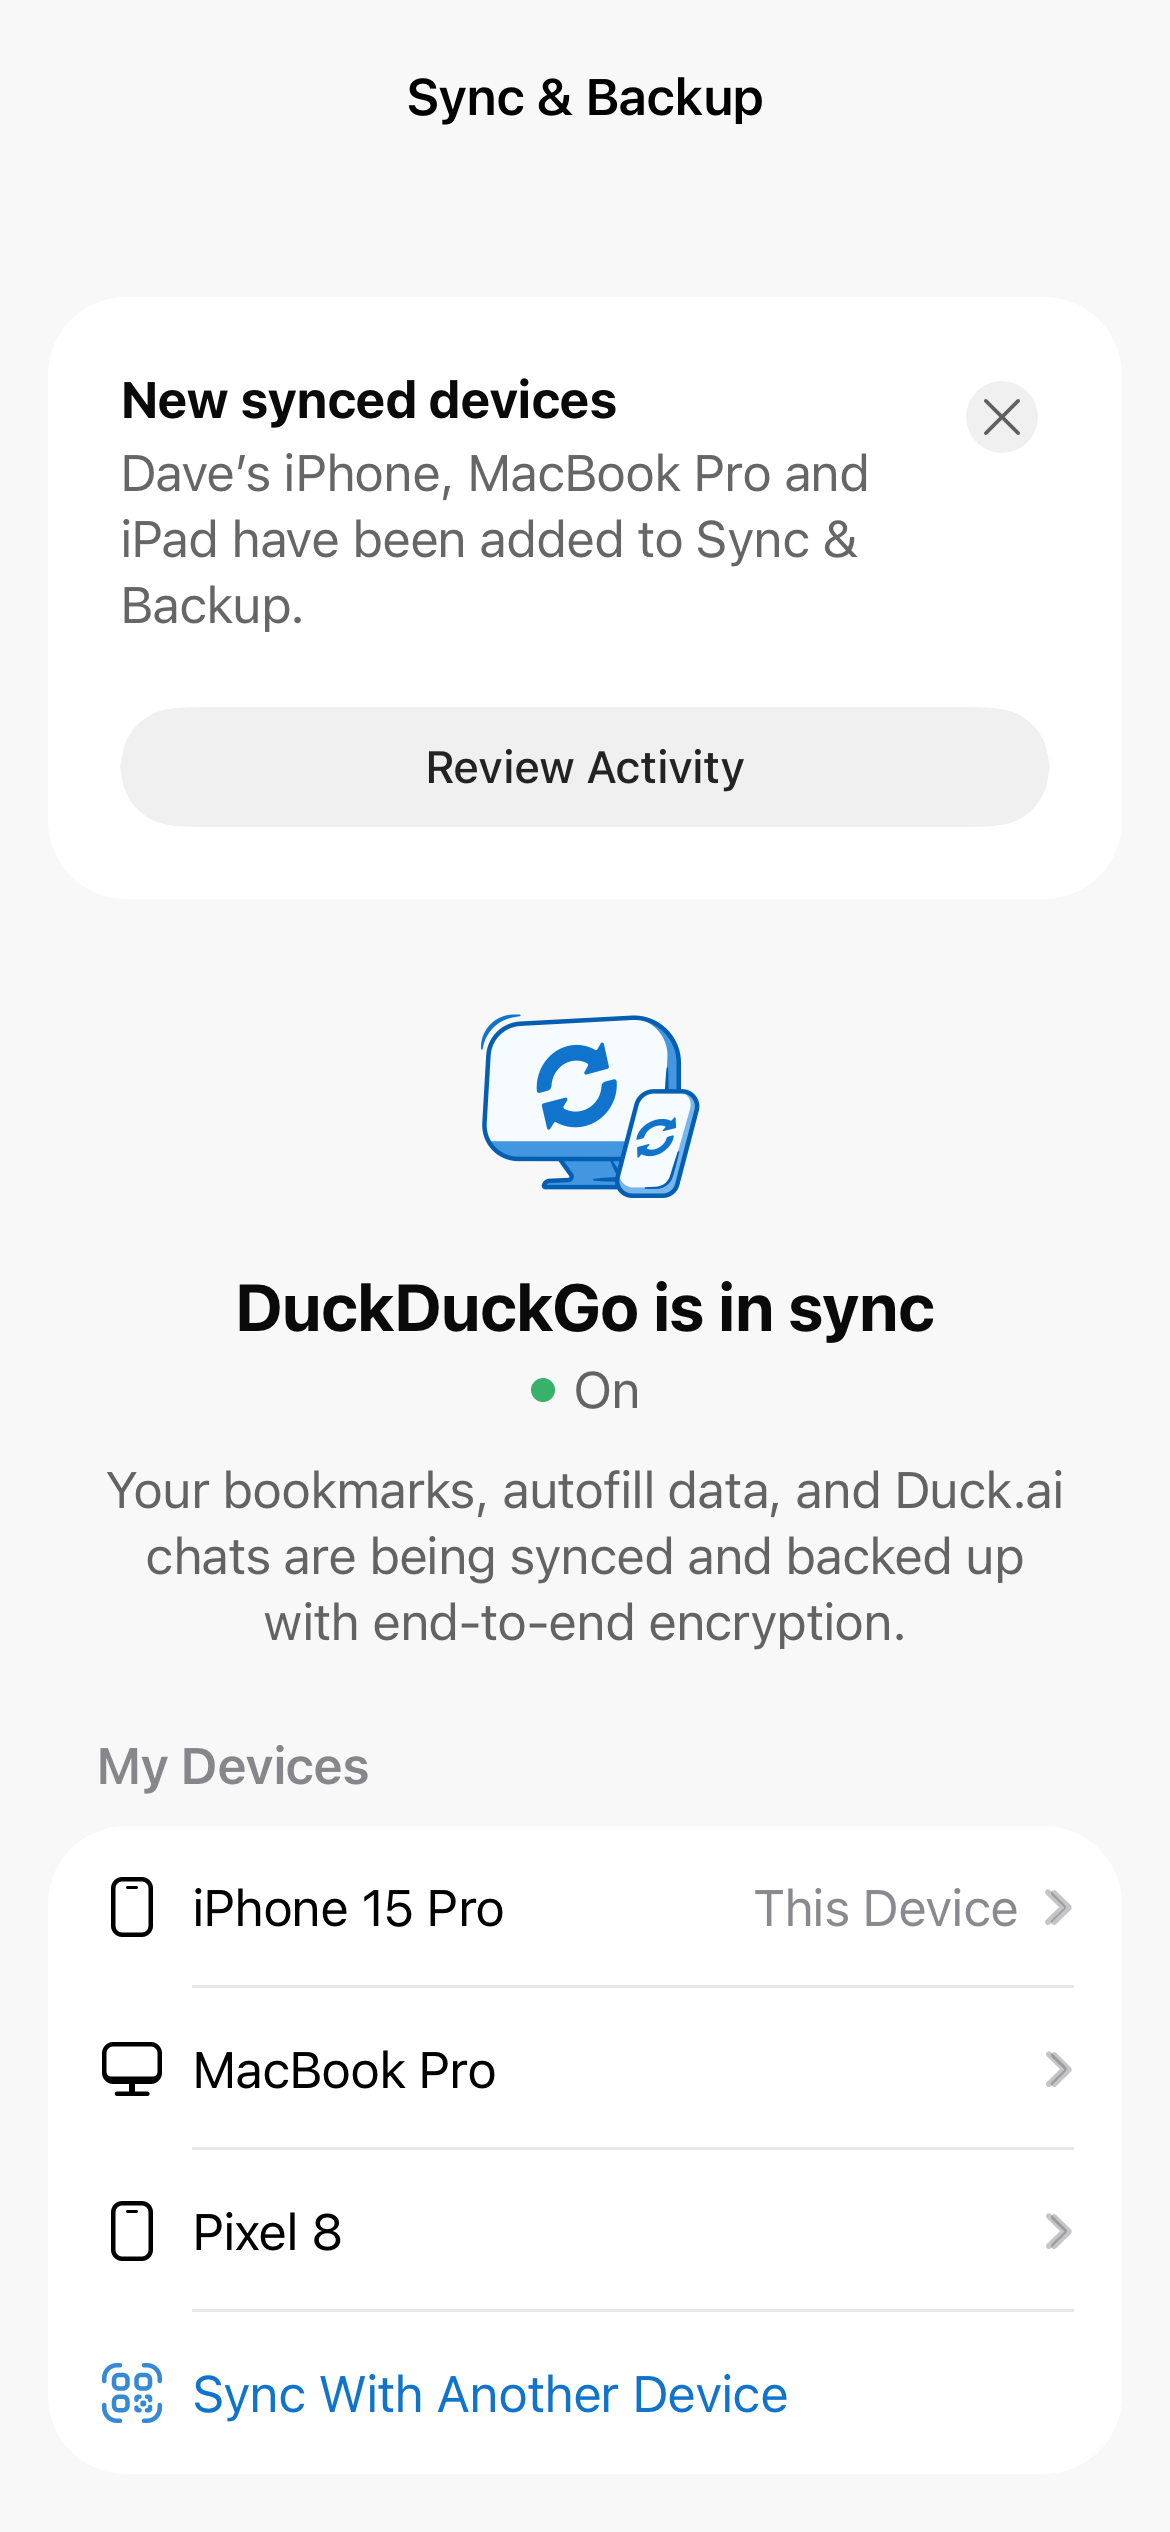 Sync & Backup
New synced devices
Dave’s iPhone, MacBook Pro and
iPad have been added to Sync &
Backup.
Review Activity
DuckDuckGo is in sync
On
Your bookmarks, autofill data, and Duck.ai
chats are being synced and backed up
with end-to-end encryption.
My Devices
iPhone 15 Pro This Device
MacBook Pro
Pixel 8
Sync With Another Device